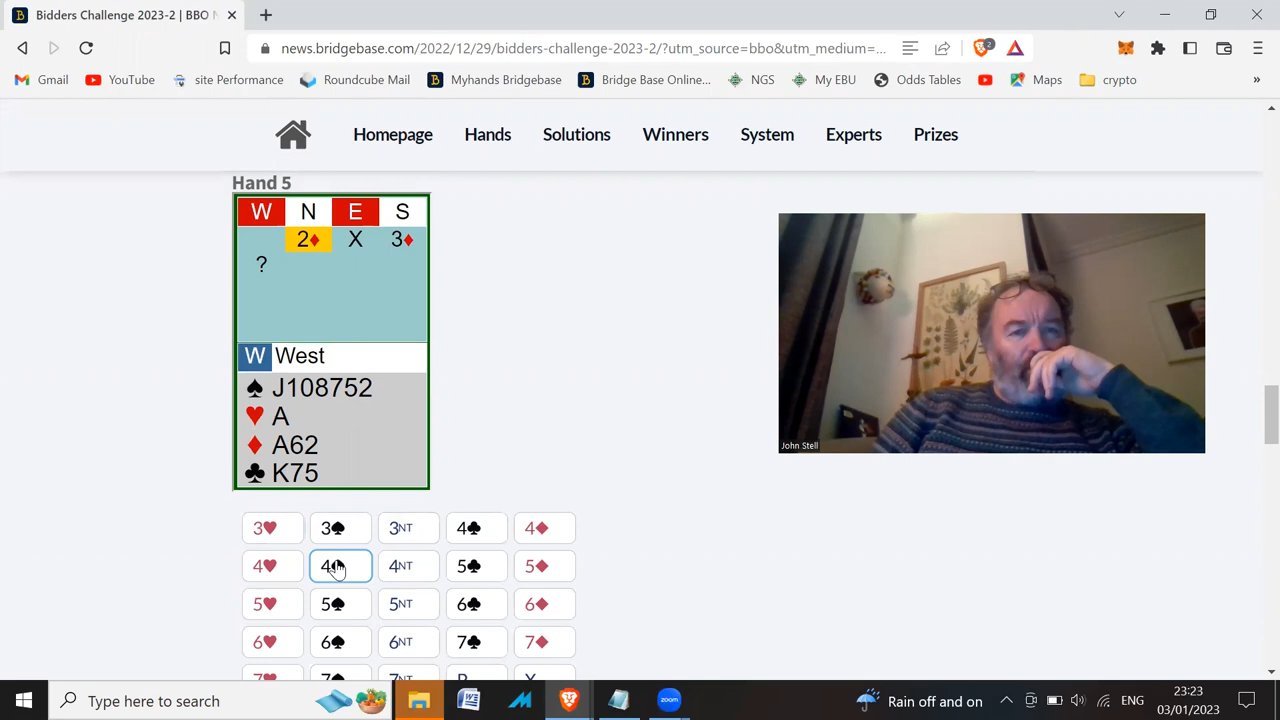 Bidders Challenge 2023-2 | BBO
news.bridgebase.com/2022/12/29/bidders-challenge-2023-2/?utm_source=bbo&utm_medium=...
2
Gmail YouTube site Performance Roundcube Mail Myhands Bridgebase Bridge Base Online... NGS My EBU Odds Tables Maps crypto »
Homepage Hands Solutions Winners System Experts Prizes
Hand 5
W N E S
2♦ X 3♦
?
W West
♠ J108752
♥ A
♦ A62
♣ K75
John Stell
3♥ 3♠ 3NT 4♣ 4♦
4♥ 4♠ 4NT 5♣ 5♦
5♥ 5♠ 5NT 6♣ 6♦
6♥ 6♠ 6NT 7♣ 7♦
7♥ 7♠ 7NT P X
Type here to search
Rain off and on
ENG
23:23
03/01/2023